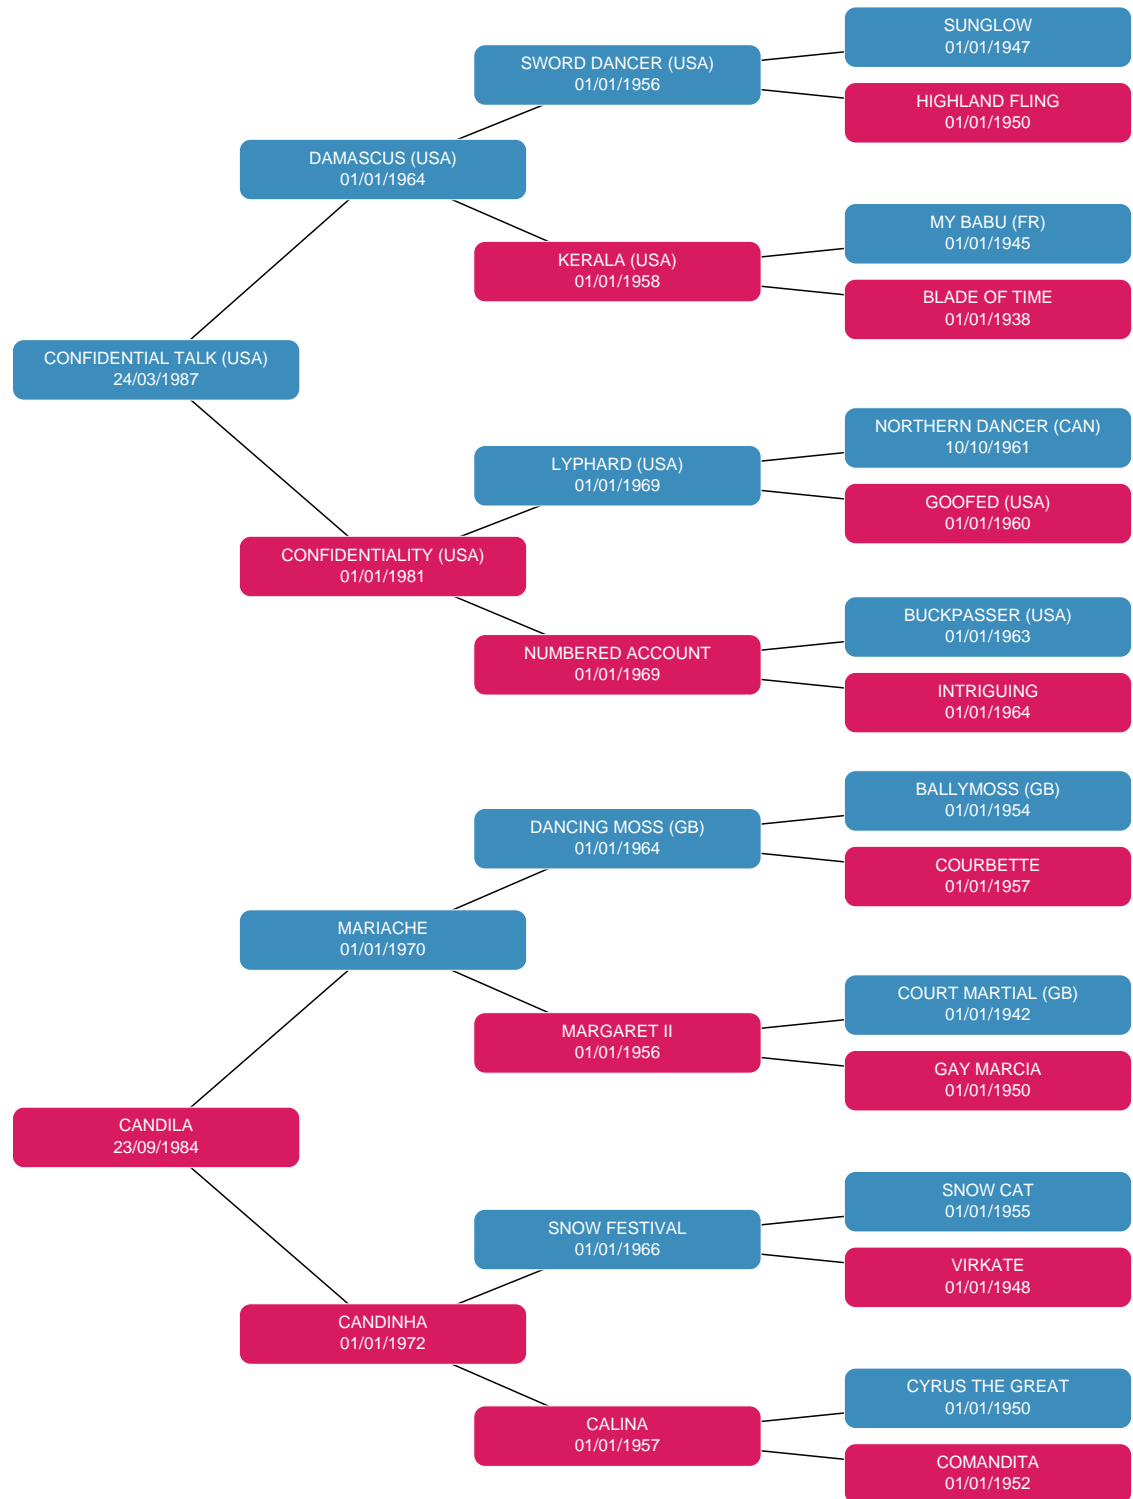 SUNGLOW
01/01/1947
SWORD DANCER (USA)
01/01/1956
HIGHLAND FLING
01/01/1950
DAMASCUS (USA)
01/01/1964
MY BABU (FR)
01/01/1945
KERALA (USA)
01/01/1958
BLADE OF TIME
01/01/1938
CONFIDENTIAL TALK (USA)
24/03/1987
NORTHERN DANCER (CAN)
10/10/1961
LYPHARD (USA)
01/01/1969
GOOFED (USA)
01/01/1960
CONFIDENTIALITY (USA)
01/01/1981
BUCKPASSER (USA)
01/01/1963
NUMBERED ACCOUNT
01/01/1969
INTRIGUING
01/01/1964
BALLYMOSS (GB)
01/01/1954
DANCING MOSS (GB)
01/01/1964
COURBETTE
01/01/1957
MARIACHE
01/01/1970
COURT MARTIAL (GB)
01/01/1942
MARGARET II
01/01/1956
GAY MARCIA
01/01/1950
CANDILA
23/09/1984
SNOW CAT
01/01/1955
SNOW FESTIVAL
01/01/1966
VIRKATE
01/01/1948
CANDINHA
01/01/1972
CYRUS THE GREAT
01/01/1950
CALINA
01/01/1957
COMANDITA
01/01/1952